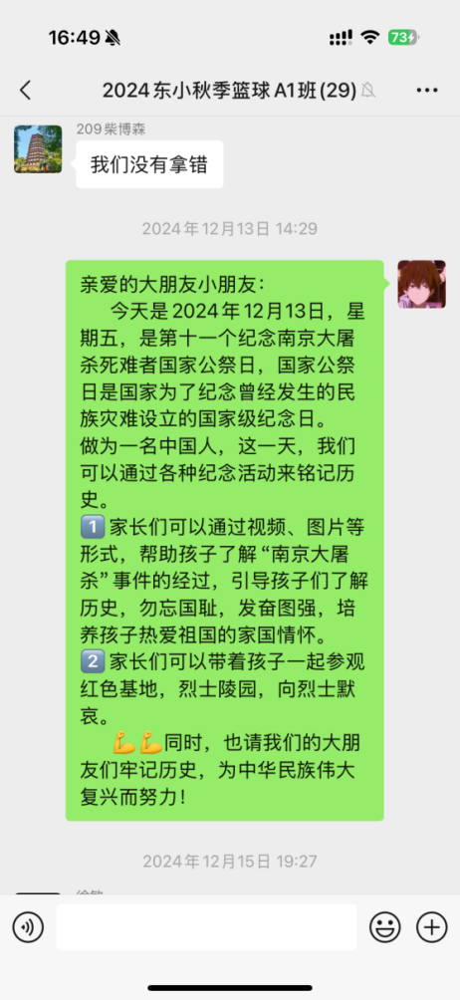 16:49
73
2024东小秋季篮球A1班(29)
209柴博森
我们没有拿错
2024年12月13日 14:29
亲爱的大朋友小朋友：
今天是2024年12月13日，星
期五，是第十一个纪念南京大屠
杀死难者国家公祭日，国家公祭
日是国家为了纪念曾经发生的民
族灾难设立的国家级纪念日。
做为一名中国人，这一天，我们
可以通过各种纪念活动来铭记历
史。
1️⃣家长们可以通过视频、图片等
形式，帮助孩子了解“南京大屠
杀”事件的经过，引导孩子们了解
历史，勿忘国耻，发奋图强，培
养孩子热爱祖国的家国情怀。
2️⃣家长们可以带着孩子一起参观
红色基地，烈士陵园，向烈士默
哀。
💪💪同时，也请我们的大朋
友们牢记历史，为中华民族伟大
复兴而努力！
2024年12月15日 19:27